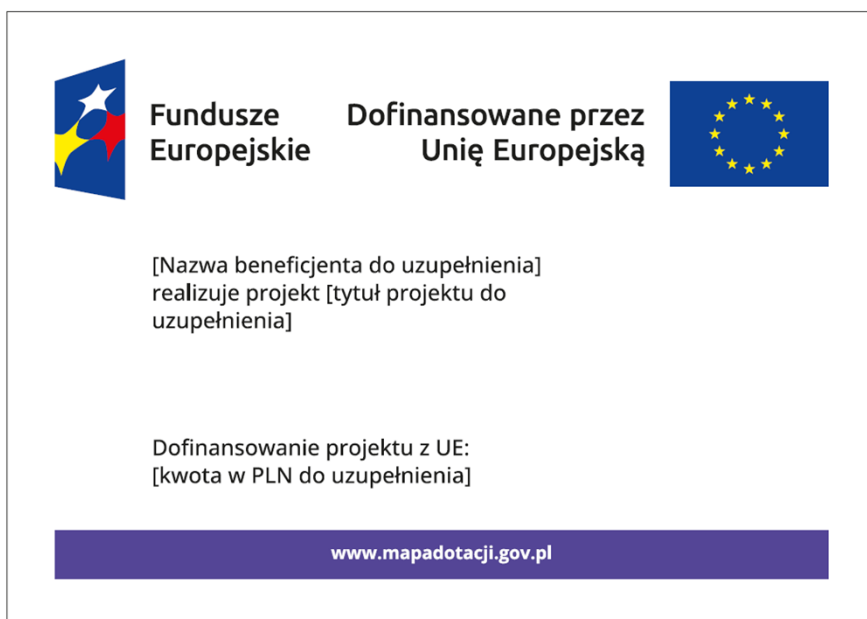 Fundusze
Europejskie
Dofinansowane przez
Unię Europejską
[Nazwa beneficjenta do uzupełnienia]
realizuje projekt [tytuł projektu do
uzupełnienia]
Dofinansowanie projektu z UE:
[kwota w PLN do uzupełnienia]
www.mapadotacji.gov.pl